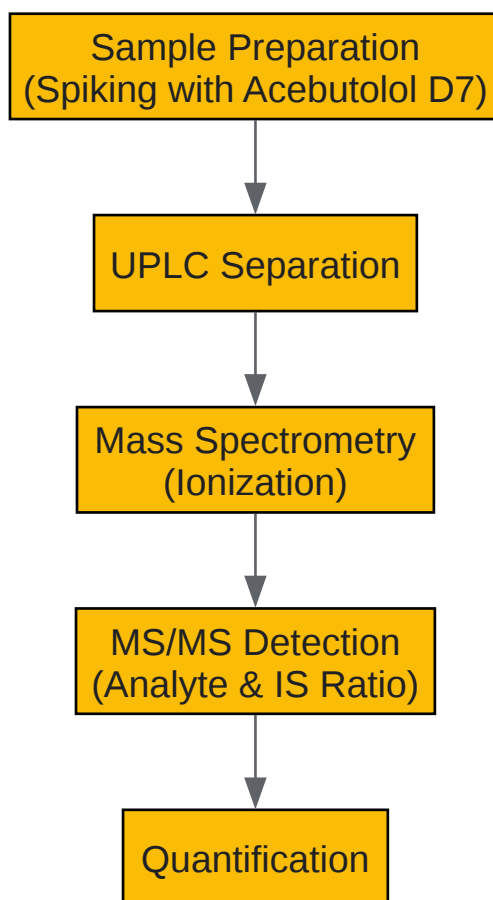 Sample Preparation
(Spiking with Acebutolol D7)
UPLC Separation
Mass Spectrometry
(Ionization)
MS/MS Detection
(Analyte & IS Ratio)
Quantification